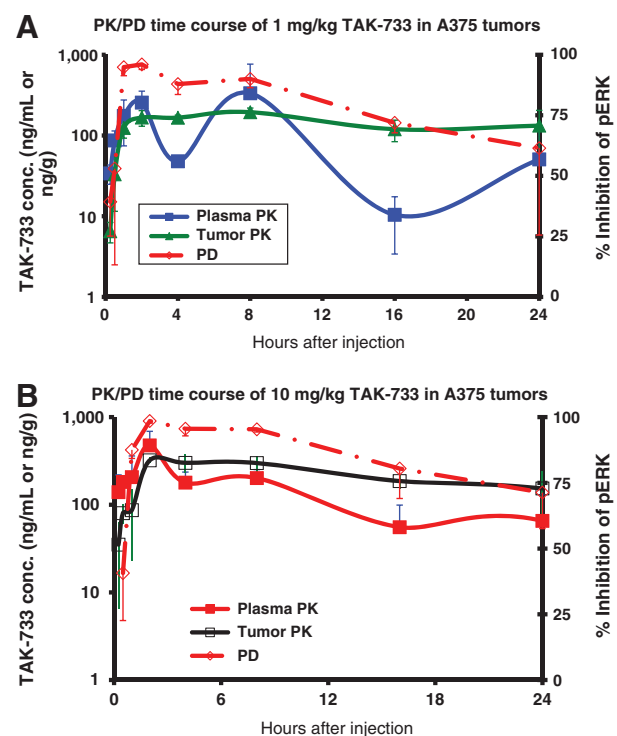 A
PK/PD time course of 1 mg/kg TAK-733 in A375 tumors
TAK-733 conc. (ng/mL or
ng/g)
1,000
100
10
1
Plasma PK
Tumor PK
PD
100
75
50
25
0
% Inhibition of pERK
0 4 8 12 16 20 24
Hours after injection
B
PK/PD time course of 10 mg/kg TAK-733 in A375 tumors
TAK-733 conc. (ng/mL or ng/g)
1,000
100
10
1
Plasma PK
Tumor PK
PD
100
75
50
25
0
% Inhibition of pERK
0 6 12 18 24
Hours after injection